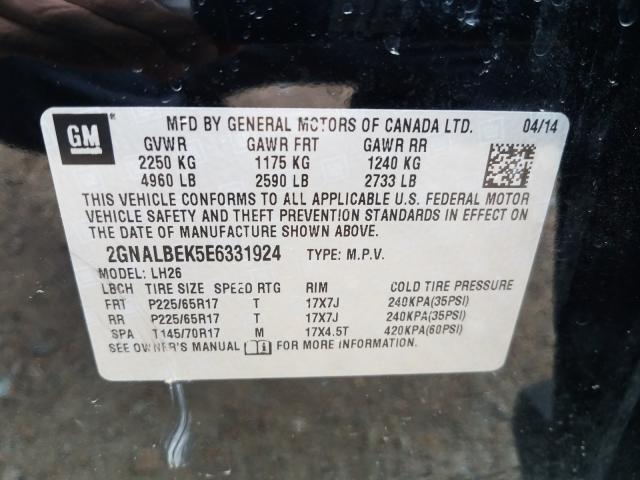 GM ® MFD BY GENERAL MOTORS OF CANADA LTD. 04/14
GVWR GAWR FRT GAWR RR
2250 KG 1175 KG 1240 KG
4960 LB 2590 LB 2733 LB
THIS VEHICLE CONFORMS TO ALL APPLICABLE U.S. FEDERAL MOTOR
VEHICLE SAFETY AND THEFT PREVENTION STANDARDS IN EFFECT ON
THE DATE OF MANUFACTURE SHOWN ABOVE.
2GNALBEK5E6331924 TYPE: M.P.V.
MODEL: LH26
LBCH TIRE SIZE SPEED RTG RIM COLD TIRE PRESSURE
FRT P225/65R17 T 17X7J 240KPA(35PSI)
RR P225/65R17 T 17X7J 240KPA(35PSI)
SPA T145/70R17 M 17X4.5T 420KPA(60PSI)
SEE OWNER'S MANUAL FOR MORE INFORMATION.